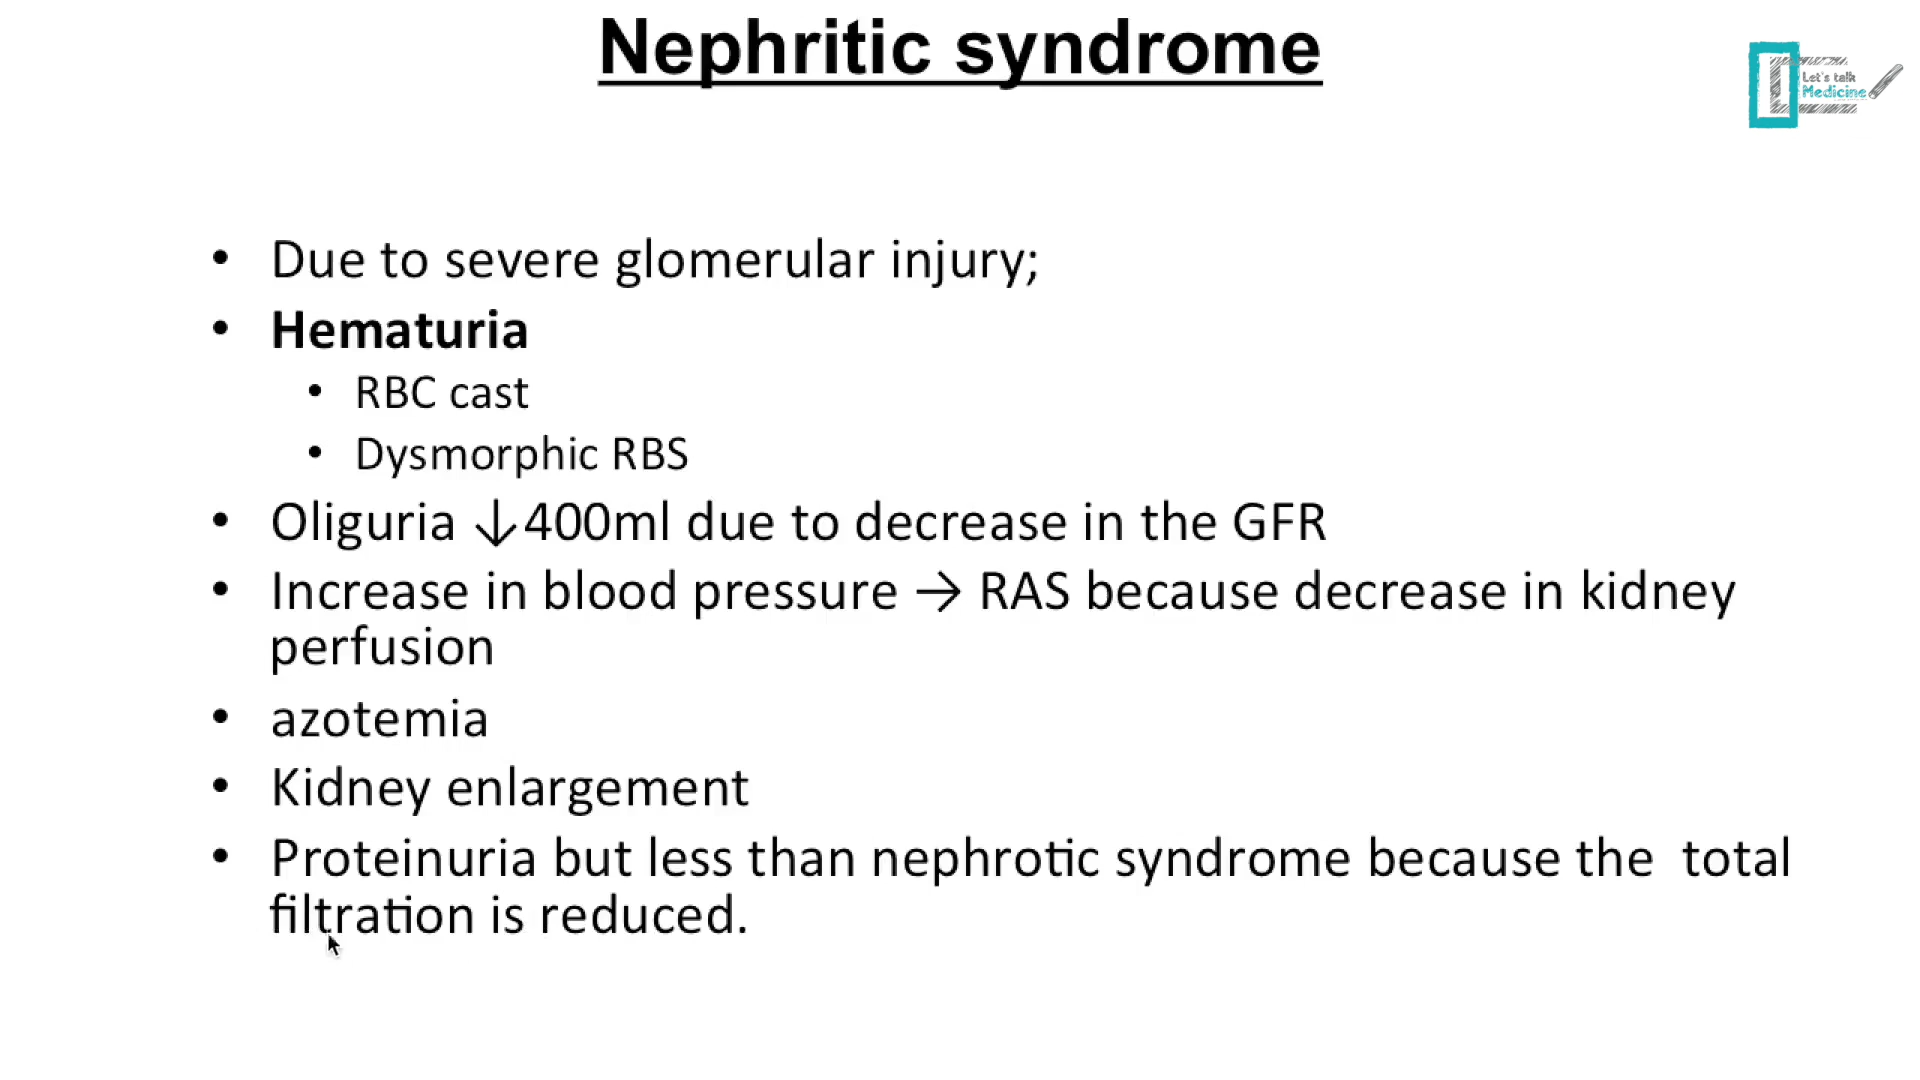 Nephritic syndrome
Let's talk
Medicine
• Due to severe glomerular injury;
• Hematuria
• RBC cast
• Dysmorphic RBS
• Oliguria ↓400ml due to decrease in the GFR
• Increase in blood pressure → RAS because decrease in kidney
perfusion
• azotemia
• Kidney enlargement
• Proteinuria but less than nephrotic syndrome because the total
filtration is reduced.